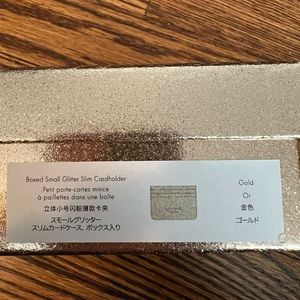 Boxed Small Glitter Slim Cardholder
Petit porte-cartes mince
à paillettes dans une boîte
立体小号闪粉薄款卡夹
スモールグリッター
スリムカードケース、ボックス入り
Gold
Or
金色
ゴールド